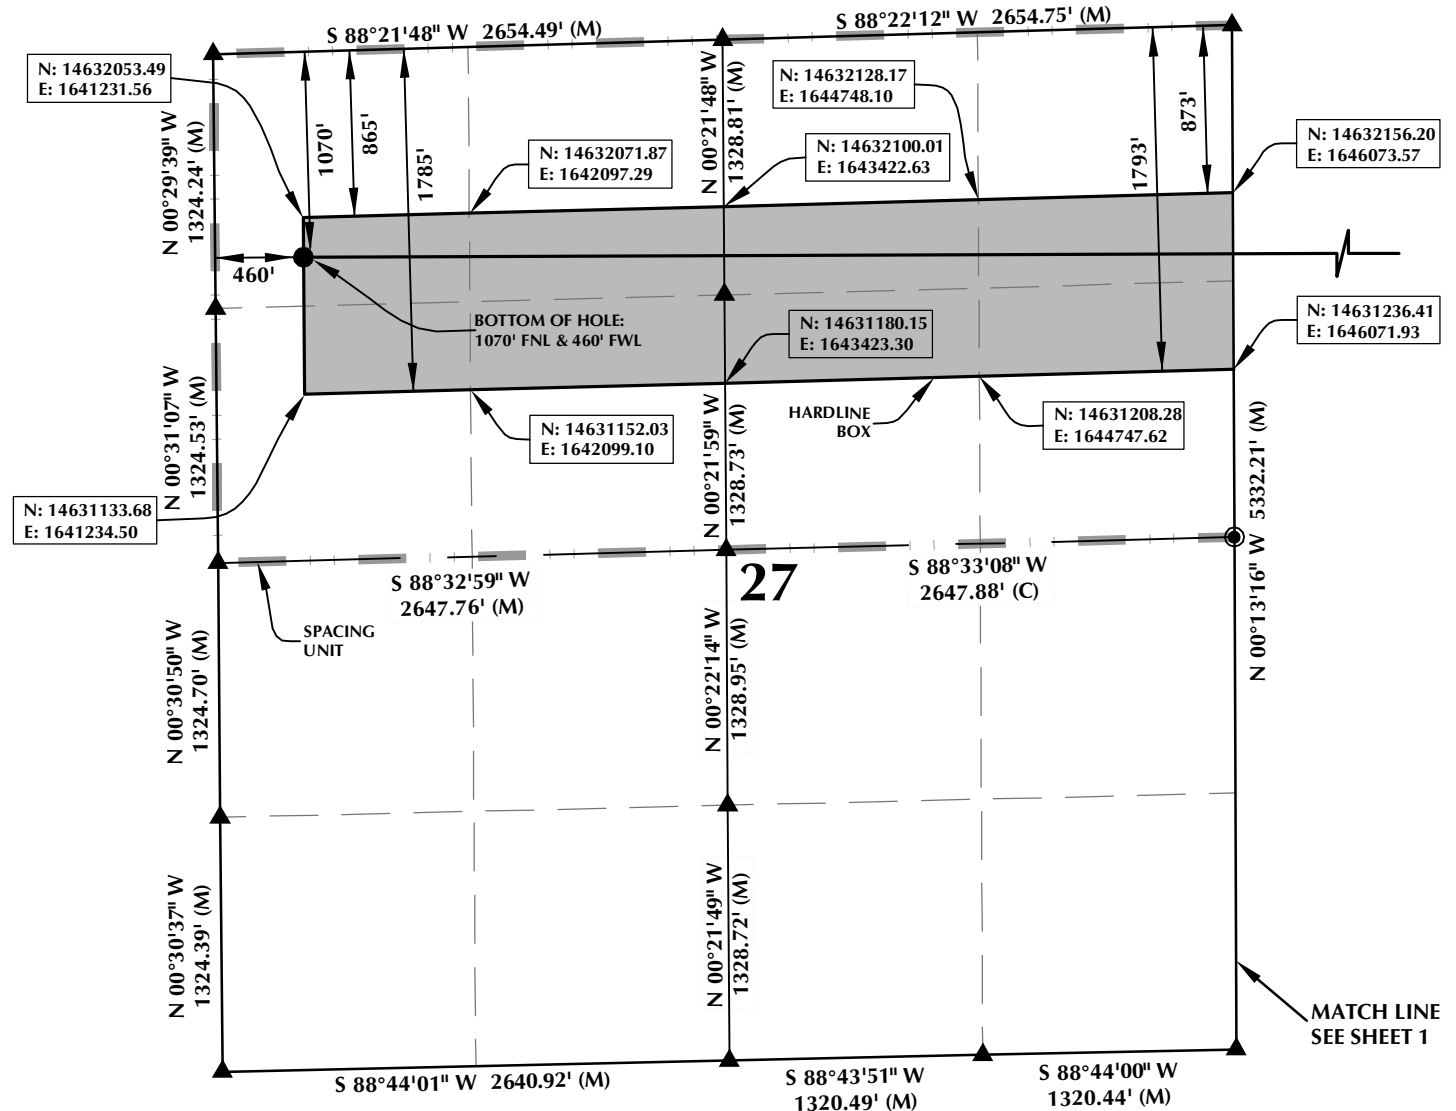 S 88°21'48" W 2654.49' (M)
S 88°22'12" W 2654.75' (M)
N: 14632053.49
E: 1641231.56
N 00°29'39" W
1324.24' (M)
1070'
865'
1785'
N: 14632071.87
E: 1642097.29
N 00°21'48" W
1328.81' (M)
N: 14632128.17
E: 1644748.10
N: 14632100.01
E: 1643422.63
1793'
873'
N: 14632156.20
E: 1646073.57
460'
BOTTOM OF HOLE:
1070' FNL & 460' FWL
N: 14631180.15
E: 1643423.30
N: 14631236.41
E: 1646071.93
N 00°31'07" W
1324.53' (M)
N: 14631152.03
E: 1642099.10
N 00°21'59" W
1328.73' (M)
HARDLINE
BOX
N: 14631208.28
E: 1644747.62
N: 14631133.68
E: 1641234.50
N 00°13'16" W 5332.21' (M)
S 88°32'59" W
2647.76' (M)
27
S 88°33'08" W
2647.88' (C)
SPACING
UNIT
N 00°30'50" W
1324.70' (M)
N 00°22'14" W
1328.95' (M)
N 00°30'37" W
1324.39' (M)
N 00°21'49" W
1328.72' (M)
MATCH LINE
SEE SHEET 1
S 88°44'01" W 2640.92' (M)
S 88°43'51" W
1320.49' (M)
S 88°44'00" W
1320.44' (M)